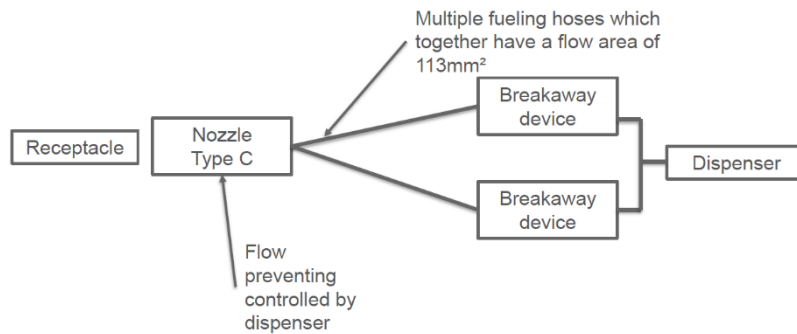 Multiple fueling hoses which
together have a flow area of
113mm²
Breakaway
device
Receptacle
Nozzle
Type C
Dispenser
Breakaway
device
Flow
preventing
controlled by
dispenser